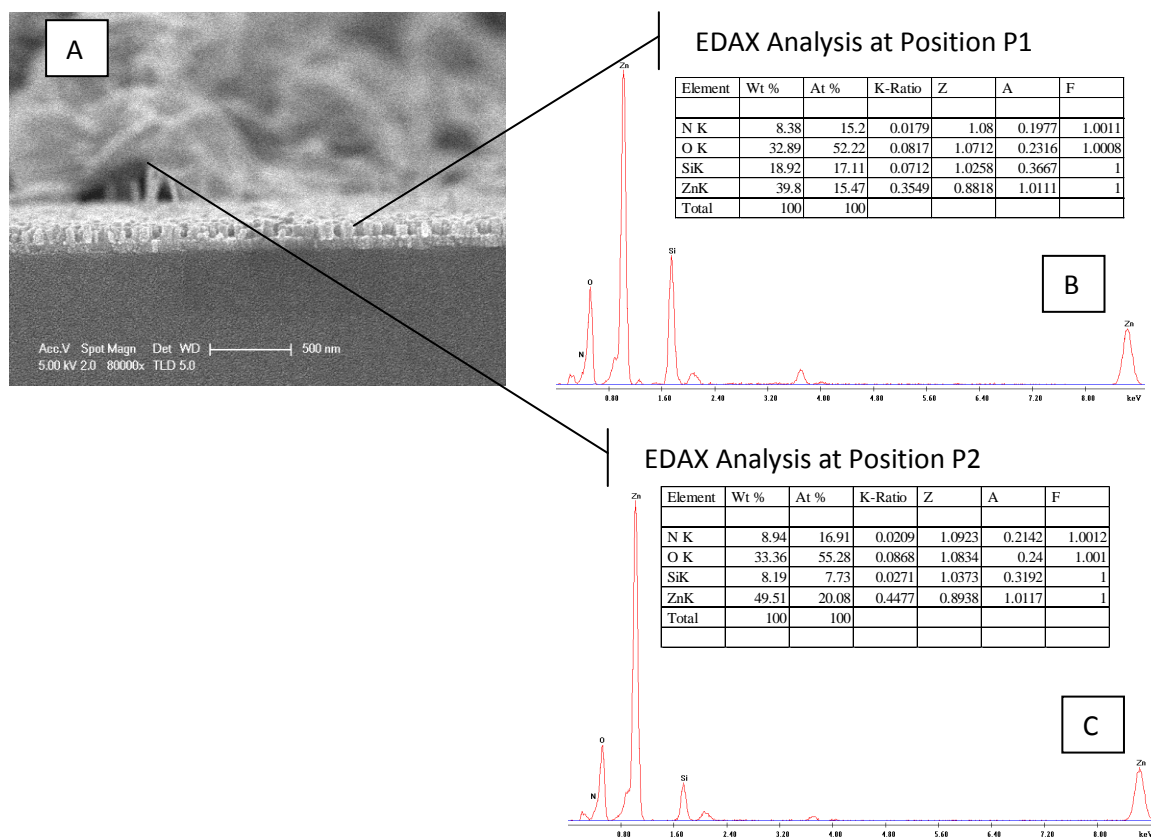 A
Acc.V Spot Magn Det WD 500 nm
5.00 kV 2.0 80000x TLD 5.0
EDAX Analysis at Position P1
Element Wt % At % K-Ratio Z A F
N K 8.38 15.2 0.0179 1.08 0.1977 1.0011
O K 32.89 52.22 0.0817 1.0712 0.2316 1.0008
SiK 18.92 17.11 0.0712 1.0258 0.3667 1
ZnK 39.8 15.47 0.3549 0.8818 1.0111 1
Total 100 100
B
Zn
Si
O
N
Zn
0.80 1.60 2.40 3.20 4.00 4.80 5.60 6.40 7.20 8.00 keV
EDAX Analysis at Position P2
Element Wt % At % K-Ratio Z A F
N K 8.94 16.91 0.0209 1.0923 0.2142 1.0012
O K 33.36 55.28 0.0868 1.0834 0.24 1.001
SiK 8.19 7.73 0.0271 1.0373 0.3192 1
ZnK 49.51 20.08 0.4477 0.8938 1.0117 1
Total 100 100
C
Zn
O
Si
N
Zn
0.80 1.60 2.40 3.20 4.00 4.80 5.60 6.40 7.20 8.00 keV